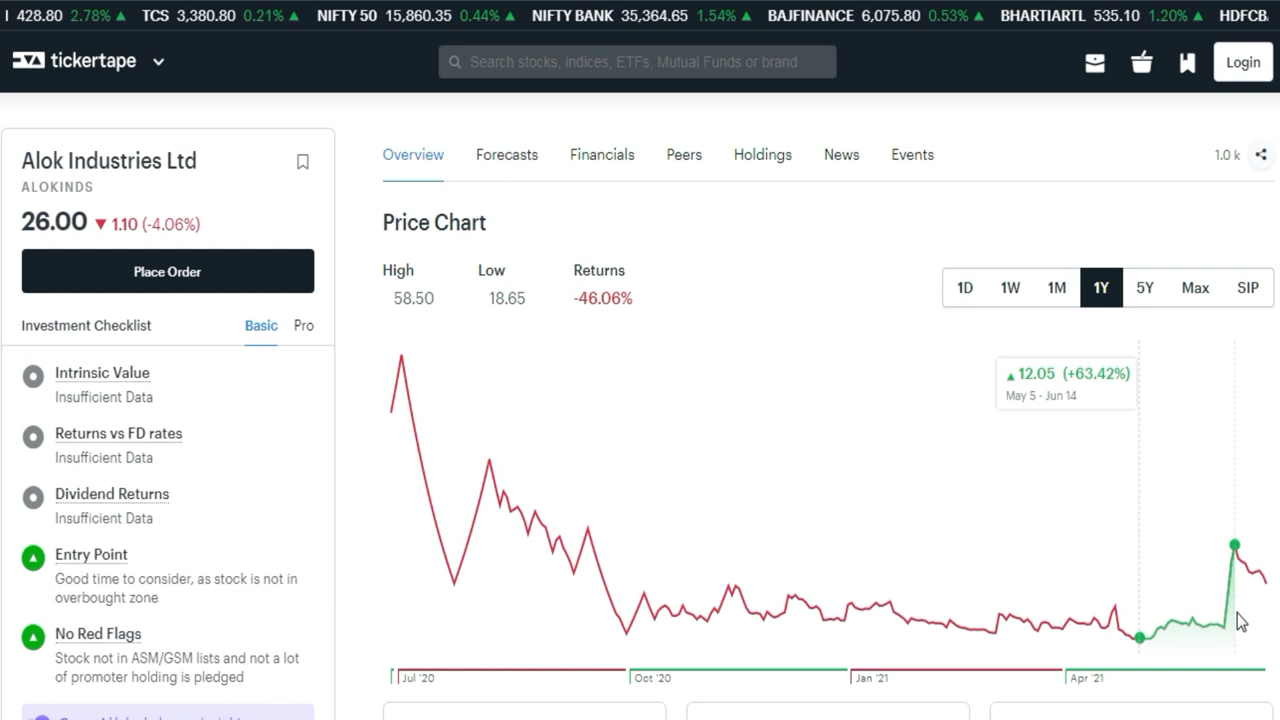 I 428.80 2.78% ▲ TCS 3,380.80 0.21% ▲ NIFTY 50 15,860.35 0.44% ▲ NIFTY BANK 35,364.65 1.54% ▲ BAJFINANCE 6,075.80 0.53% ▲ BHARTIARTL 535.10 1.20% ▲ HDFCB
tickertape
Search stocks, indices, ETFs, Mutual Funds or brand
Login
Alok Industries Ltd
ALOKINDS
26.00 ▼ 1.10 (-4.06%)
Place Order
Investment Checklist Basic Pro
Intrinsic Value
Insufficient Data
Returns vs FD rates
Insufficient Data
Dividend Returns
Insufficient Data
Entry Point
Good time to consider, as stock is not in
overbought zone
No Red Flags
Stock not in ASM/GSM lists and not a lot
of promoter holding is pledged
Overview Forecasts Financials Peers Holdings News Events 1.0 k
Price Chart
High Low Returns
58.50 18.65 -46.06%
1D 1W 1M 1Y 5Y Max SIP
▲ 12.05 (+63.42%)
May 5 - Jun 14
Jul '20 Oct '20 Jan '21 Apr '21